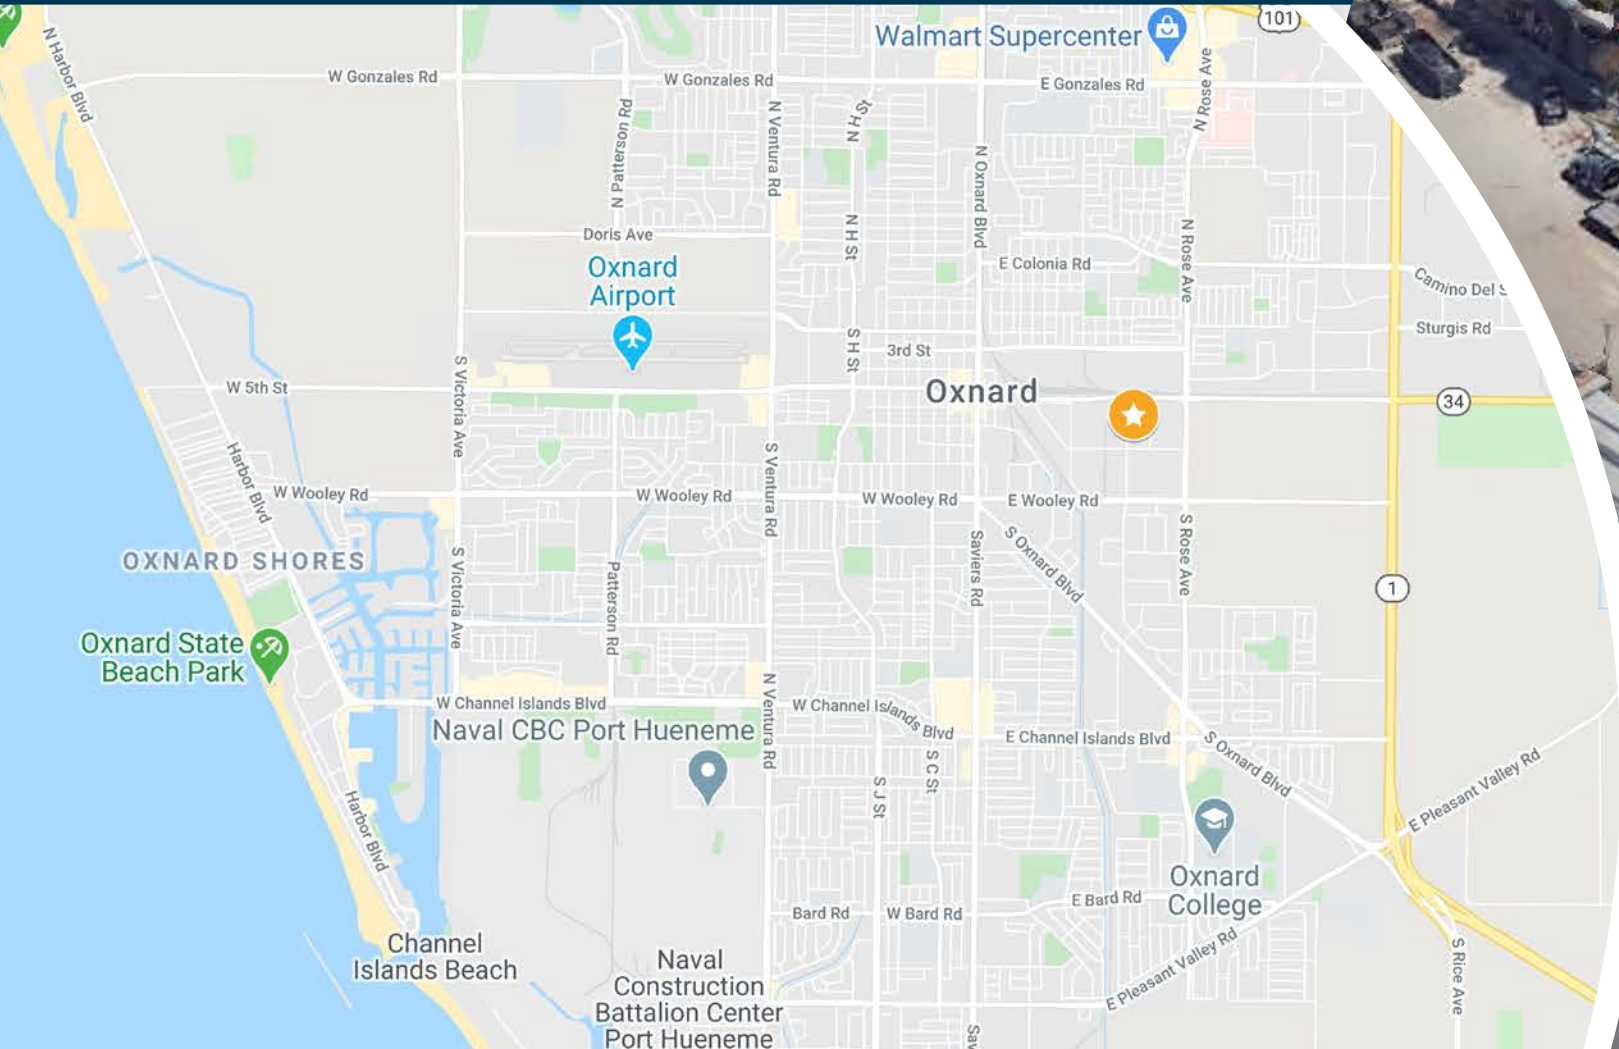 101
Walmart Supercenter
N Harbor Blvd
W Gonzales Rd
W Gonzales Rd
E Gonzales Rd
N Rose Ave
N Patterson Rd
N Ventura Rd
N H St
N Oxnard Blvd
N H St
N Rose Ave
Doris Ave
E Colonia Rd
Oxnard
Airport
Camino Del
Sturgis Rd
S H St
3rd St
W 5th St
S Victoria Ave
Oxnard
34
Harbor Blvd
W Wooley Rd
W Wooley Rd
S Ventura Rd
W Wooley Rd
E Wooley Rd
OXNARD SHORES
S Victoria Ave
Patterson Rd
Saviers Rd
S Oxnard Blvd
S Rose Ave
1
Oxnard State
Beach Park
W Channel Islands Blvd
Naval CBC Port Hueneme
N Ventura Rd
W Channel Islands Blvd
E Channel Islands Blvd
S Oxnard Blvd
S C St
S J St
Harbor Blvd
E Pleasant Valley Rd
Oxnard
College
Bard Rd
W Bard Rd
E Bard Rd
E Pleasant Valley Rd
Channel
Islands Beach
Naval
Construction
Battalion Center
Port Hueneme
S Rice Ave
Sav